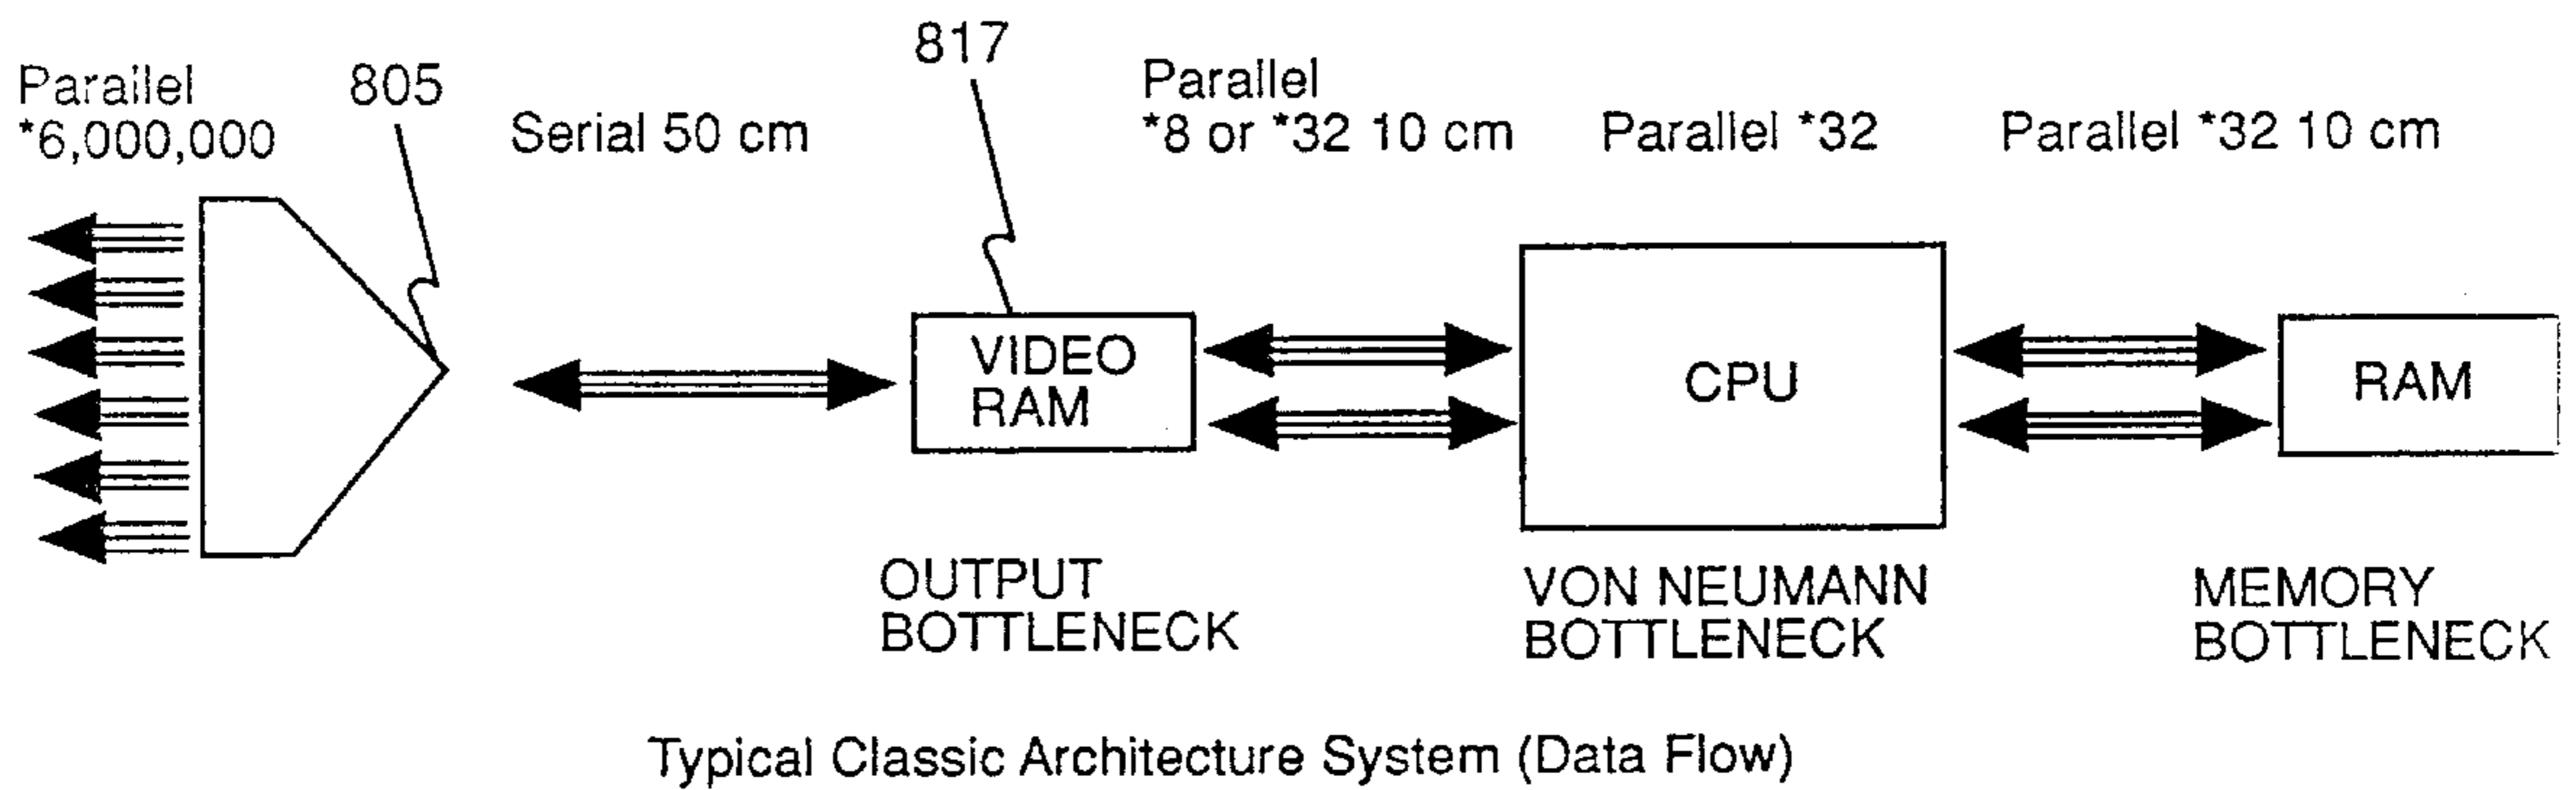 Parallel
*6,000,000
805
Serial 50 cm
817
Parallel
*8 or *32 10 cm
Parallel *32
Parallel *32 10 cm
VIDEO
RAM
CPU
RAM
OUTPUT
BOTTLENECK
VON NEUMANN
BOTTLENECK
MEMORY
BOTTLENECK
Typical Classic Architecture System (Data Flow)